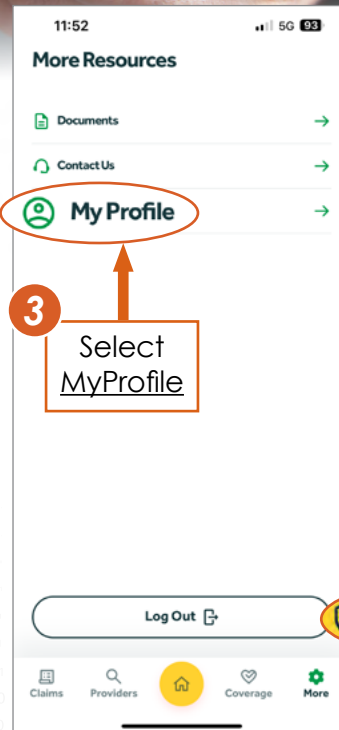 11:52 5G 93
More Resources
Documents
Contact Us
My Profile
3
Select
MyProfile
Log Out
Claims Providers Coverage More